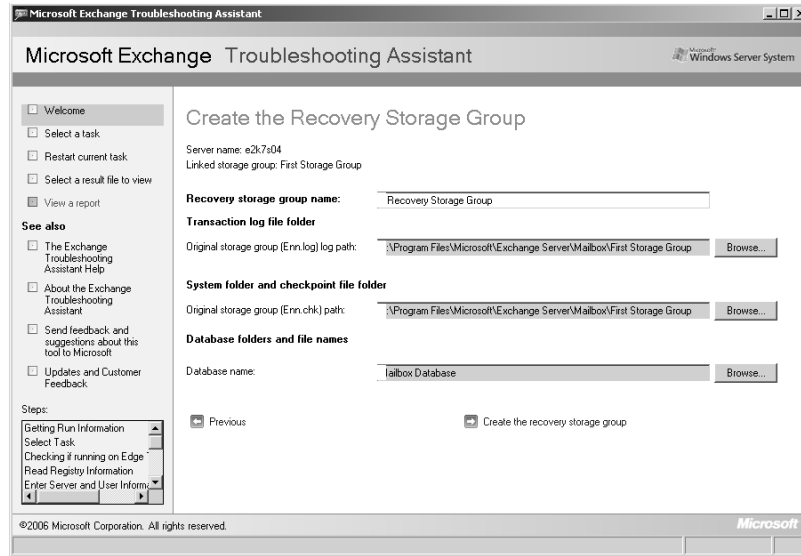 Microsoft Exchange Troubleshooting Assistant
Microsoft Exchange Troubleshooting Assistant
Microsoft
Windows Server System
Welcome
Select a task
Restart current task
Select a result file to view
View a report
See also
The Exchange
Troubleshooting
Assistant Help
About the Exchange
Troubleshooting
Assistant
Send feedback and
suggestions about this
tool to Microsoft
Updates and Customer
Feedback
Steps:
Getting Run Information
Select Task
Checking if running on Edge
Read Registry Information
Enter Server and User Informa
Create the Recovery Storage Group
Server name: e2k7s04
Linked storage group: First Storage Group
Recovery storage group name: Recovery Storage Group
Transaction log file folder
Original storage group (Enn.log) log path: :\Program Files\Microsoft\Exchange Server\Mailbox\First Storage Group Browse...
System folder and checkpoint file folder
Original storage group (Enn.chk) path: :\Program Files\Microsoft\Exchange Server\Mailbox\First Storage Group Browse...
Database folders and file names
Database name: ailbox Database Browse...
Previous Create the recovery storage group
©2006 Microsoft Corporation. All rights reserved. Microsoft